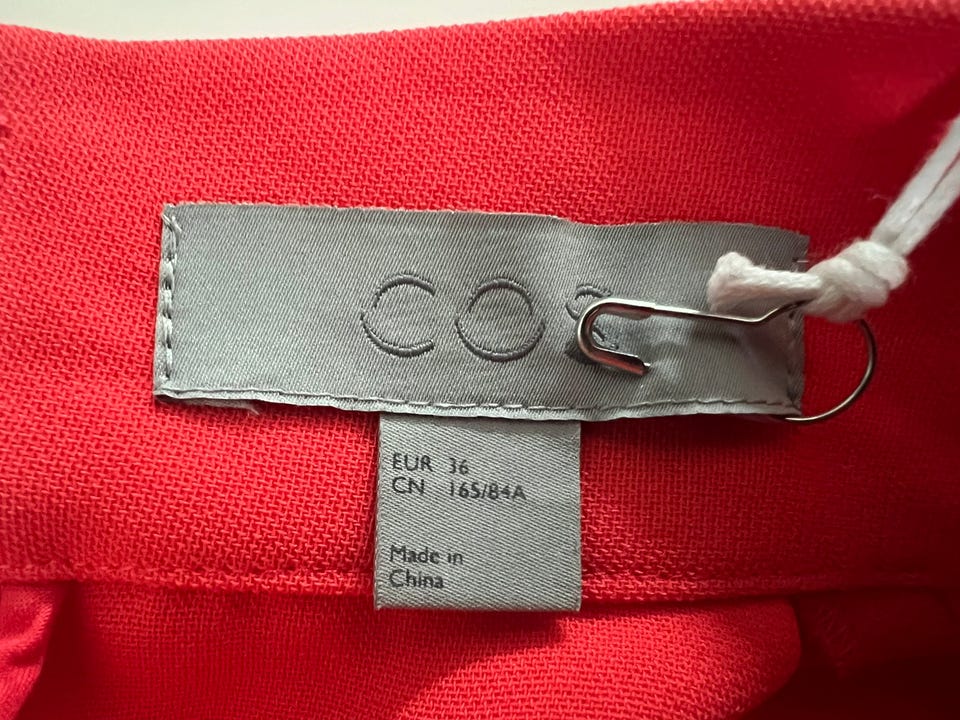 COS
EUR 36
CN 165/84A
Made in
China